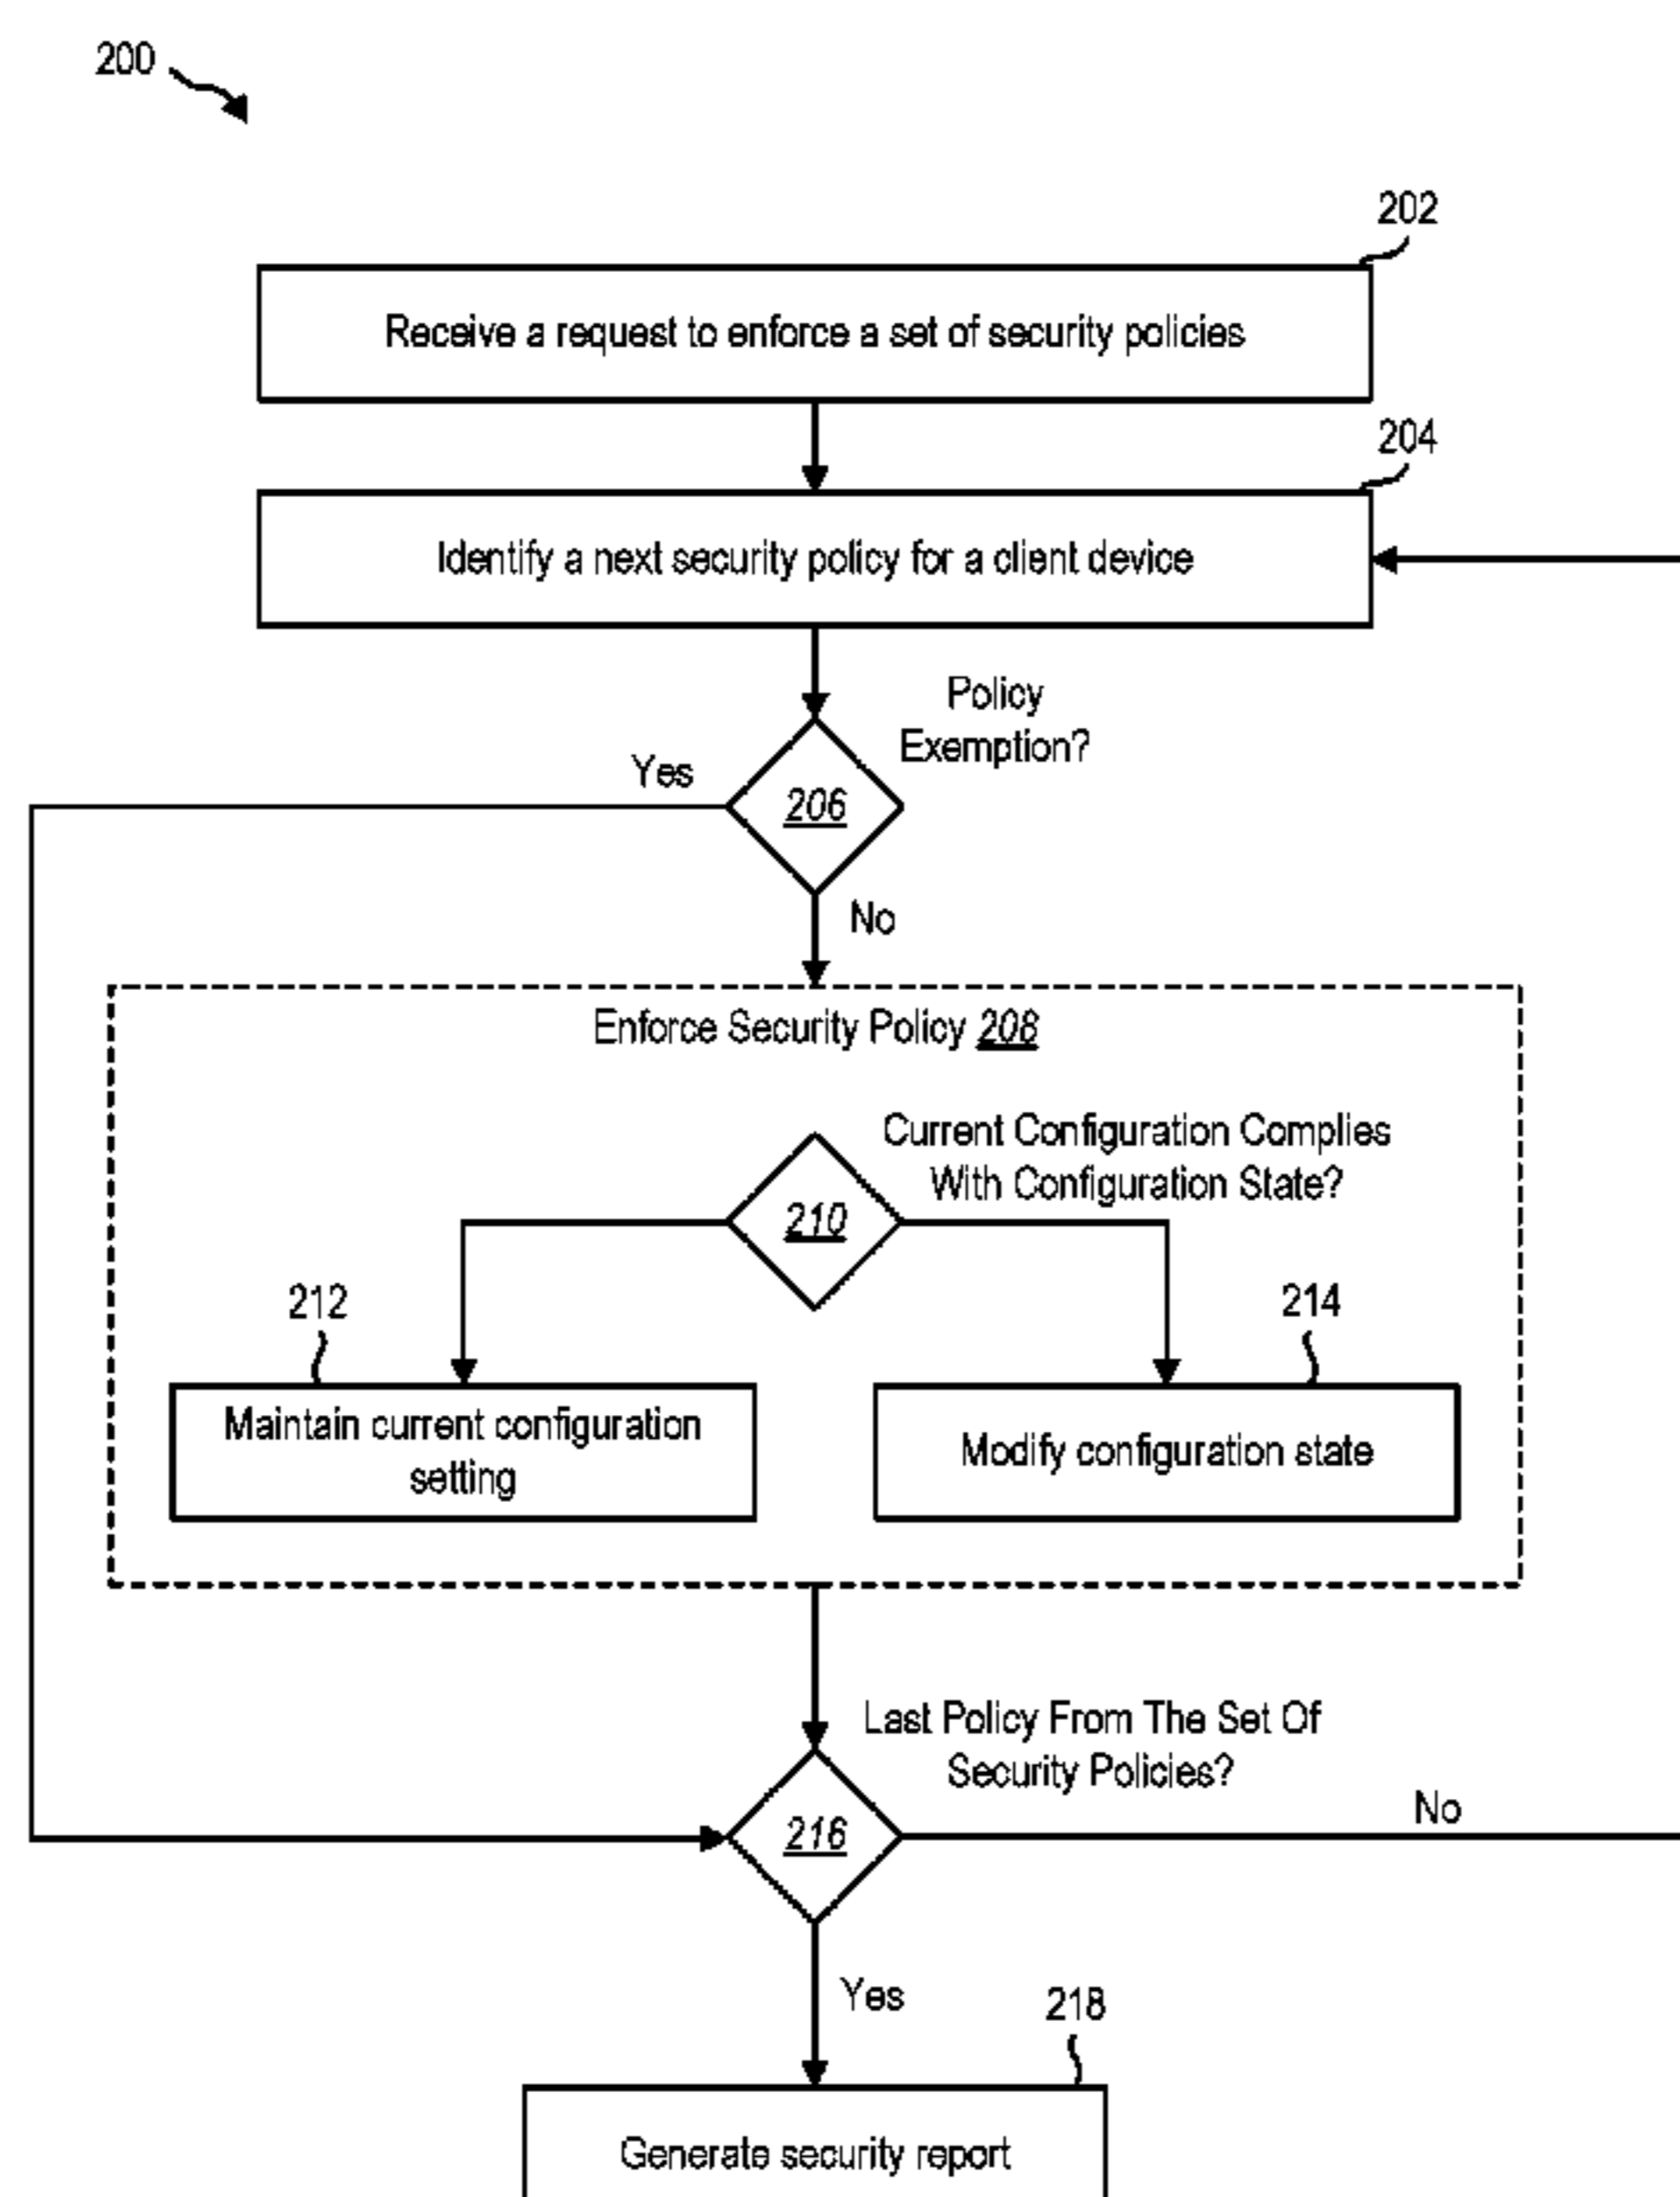 200
202
Receive a request to enforce a set of security policies
204
Identify a next security policy for a client device
Policy
Exemption?
Yes
206
No
Enforce Security Policy 208
Current Configuration Complies
With Configuration State?
210
212
214
Maintain current configuration
setting
Modify configuration state
Last Policy From The Set Of
Security Policies?
No
216
Yes
218
Generate security report